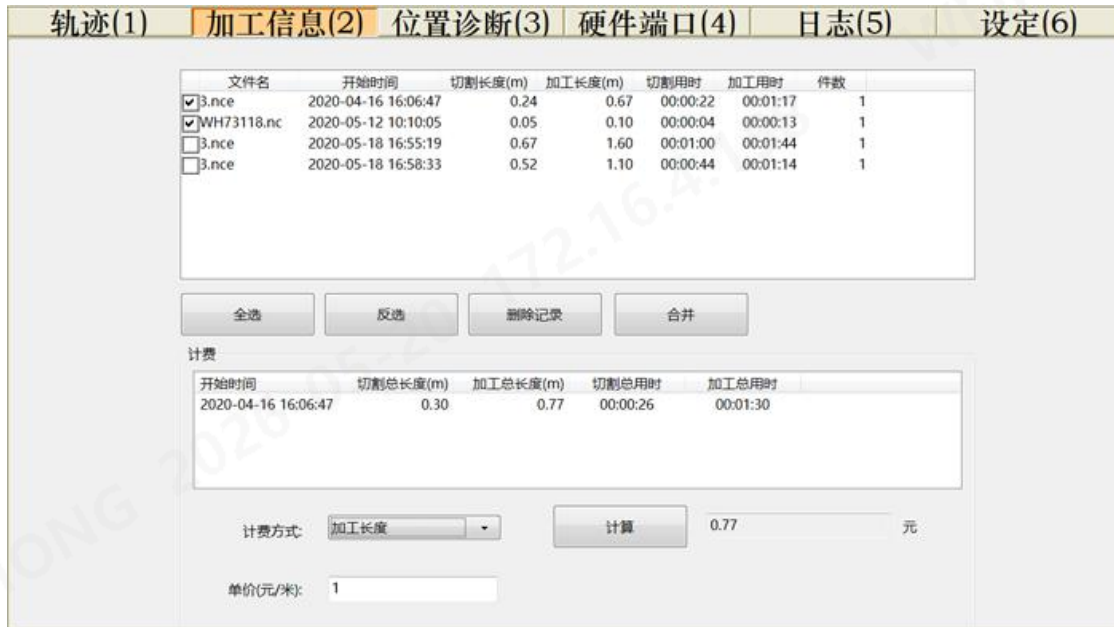 轨迹(1) 加工信息(2) 位置诊断(3) 硬件端口(4) 日志(5) 设定(6)
文件名 开始时间 切割长度(m) 加工长度(m) 切割用时 加工用时 件数
3.nce 2020-04-16 16:06:47 0.24 0.67 00:00:22 00:01:17 1
WH73118.nc 2020-05-12 10:10:05 0.05 0.10 00:00:04 00:00:13 1
3.nce 2020-05-18 16:55:19 0.67 1.60 00:01:00 00:01:44 1
3.nce 2020-05-18 16:58:33 0.52 1.10 00:00:44 00:01:14 1
全选 反选 删除记录 合并
计费
开始时间 切割总长度(m) 加工总长度(m) 切割总用时 加工总用时
2020-04-16 16:06:47 0.30 0.77 00:00:26 00:01:30
计费方式: 加工长度 计算 0.77 元
单价(元/米): 1